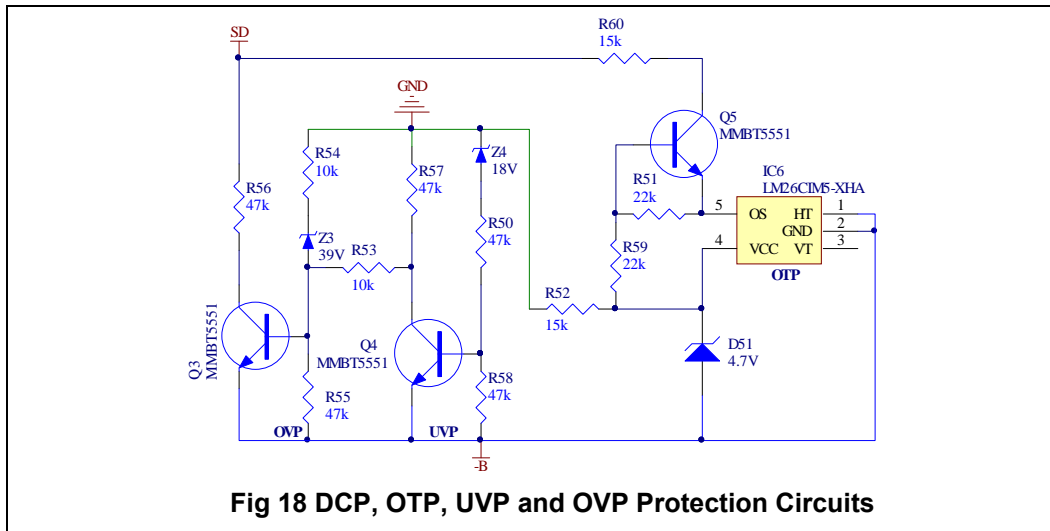 SD
R60
15k
GND
Q5
MMBT5551
R54
10k
R57
47k
Z4
18V
IC6
LM26CIM5-XHA
R56
47k
R51
22k
5
OS
HT
1
GND
2
4
VCC
VT
3
OTP
R50
47k
Z3
39V
R53
10k
R59
22k
R52
15k
Q3
MMBT5551
Q4
MMBT5551
D51
4.7V
R55
47k
R58
47k
OVP
UVP
-B
Fig 18 DCP, OTP, UVP and OVP Protection Circuits